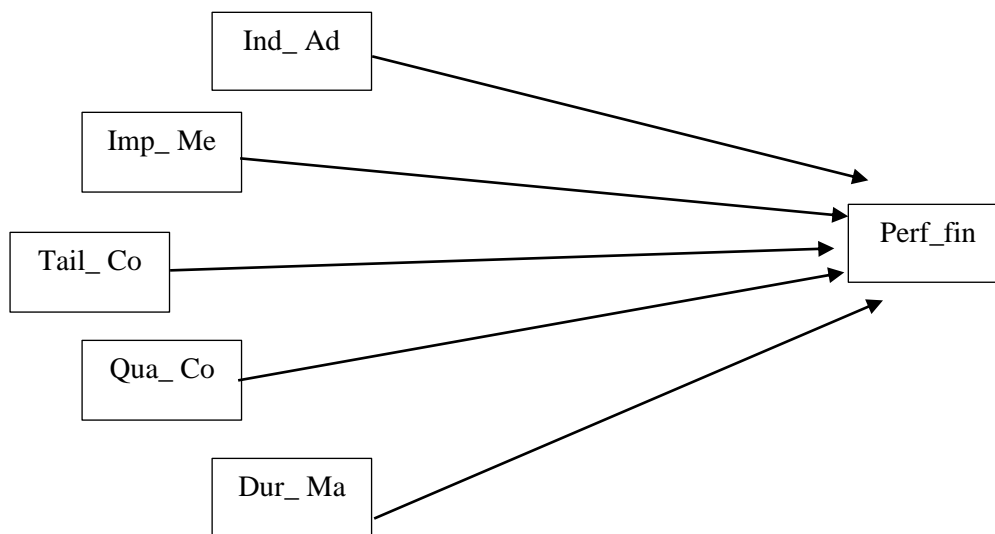 Ind_ Ad
Imp_ Me
Perf_fin
Tail_ Co
Qua_ Co
Dur_ Ma